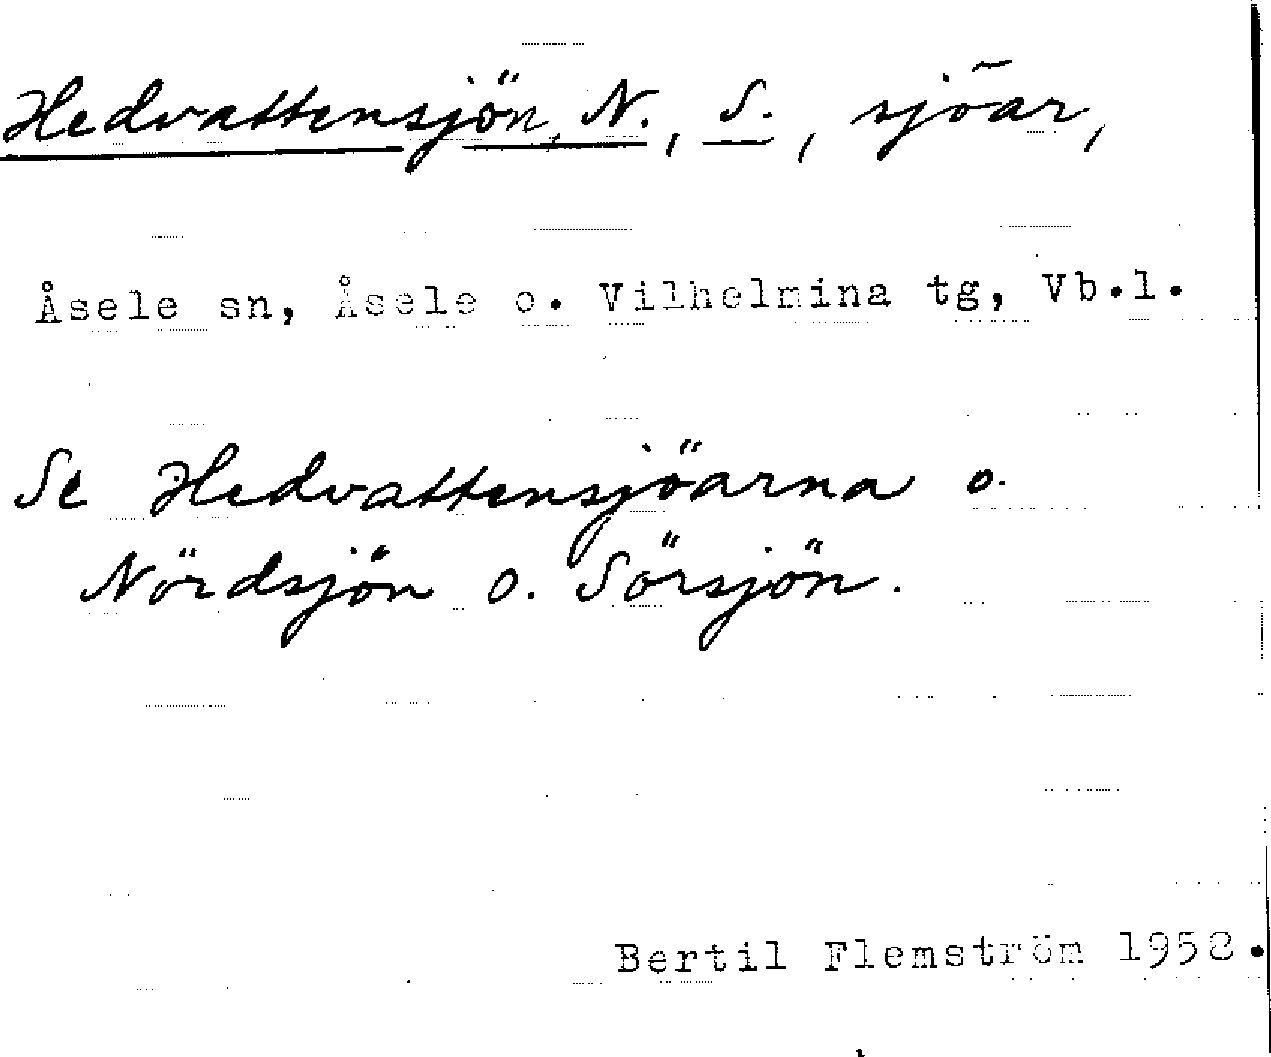 Hedvattensjön, N., S., sjöar,
Åsele sn, Åsele o. Vilhelmina tg, Vb.l.
Se Hedvattensjöarna o.
Nördsjön o. Sörsjön.
Bertil Flemström 1952.